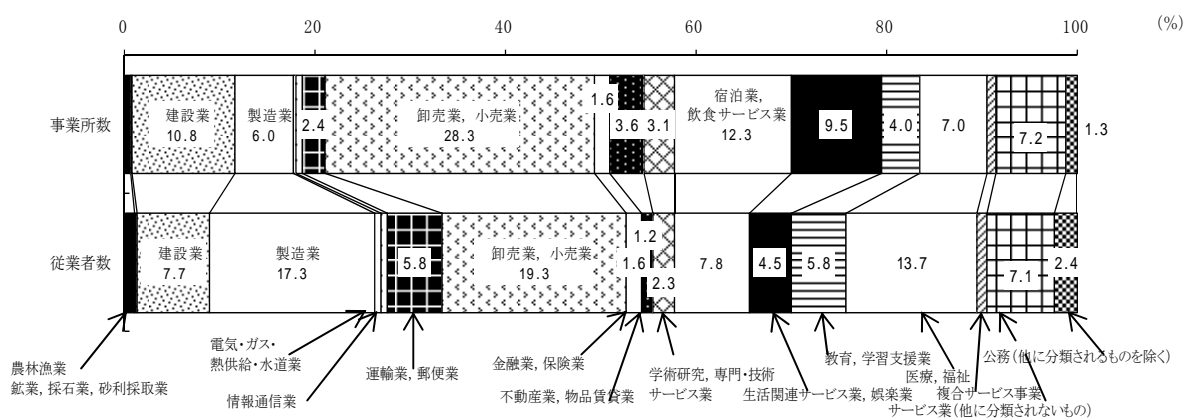 0 20 40 60 80 100 (%)
事業所数
建設業
10.8
製造業
6.0
2.4
卸売業, 小売業
28.3
1.6
3.6
3.1
宿泊業,
飲食サービス業
12.3
9.5
4.0
7.0
7.2
1.3
従業者数
建設業
7.7
製造業
17.3
5.8
卸売業, 小売業
19.3
1.6
1.2
2.3
7.8
4.5
5.8
13.7
7.1
2.4
農林漁業
鉱業, 採石業, 砂利採取業
電気・ガス・
熱供給・水道業
情報通信業
運輸業, 郵便業
金融業, 保険業
不動産業, 物品賃貸業
学術研究, 専門・技術
サービス業
生活関連サービス業, 娯楽業
教育, 学習支援業
医療, 福祉
複合サービス事業
サービス業(他に分類されないもの)
公務(他に分類されるものを除く)